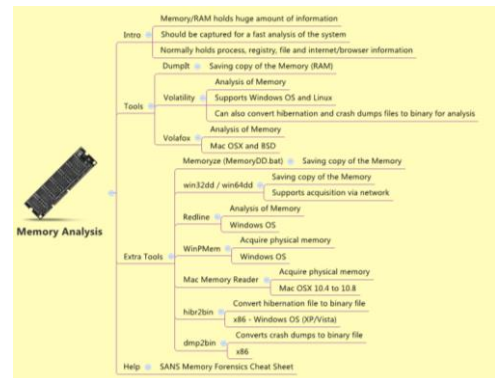 Memory Analysis
Intro
Memory/RAM holds huge amount of information
Should be captured for a fast analysis of the system
Normally holds process, registry, file and internet/browser information
Tools
DumpIt
Saving copy of the Memory (RAM)
Volatility
Analysis of Memory
Supports Windows OS and Linux
Can also convert hibernation and crash dumps files to binary for analysis
Volafox
Analysis of Memory
Mac OSX and BSD
Extra Tools
Memoryze (MemoryDD.bat)
Saving copy of the Memory
win32dd / win64dd
Saving copy of the Memory
Supports acquisition via network
Redline
Analysis of Memory
Windows OS
WinPMem
Acquire physical memory
Windows OS
Mac Memory Reader
Acquire physical memory
Mac OSX 10.4 to 10.8
hibr2bin
Convert hibernation file to binary file
x86 - Windows OS (XP/Vista)
dmp2bin
Converts crash dumps to binary file
x86
Help
SANS Memory Forensics Cheat Sheet